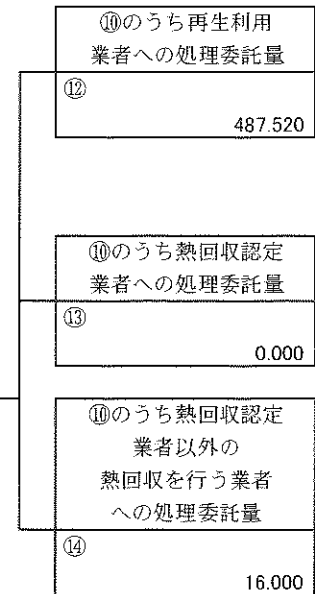 ⑩のうち再生利用
業者への処理委託量
⑫
487.520
⑩のうち熱回収認定
業者への処理委託量
⑬
0.000
⑩のうち熱回収認定
業者以外の
熱回収を行う業者
への処理委託量
⑭
16.000